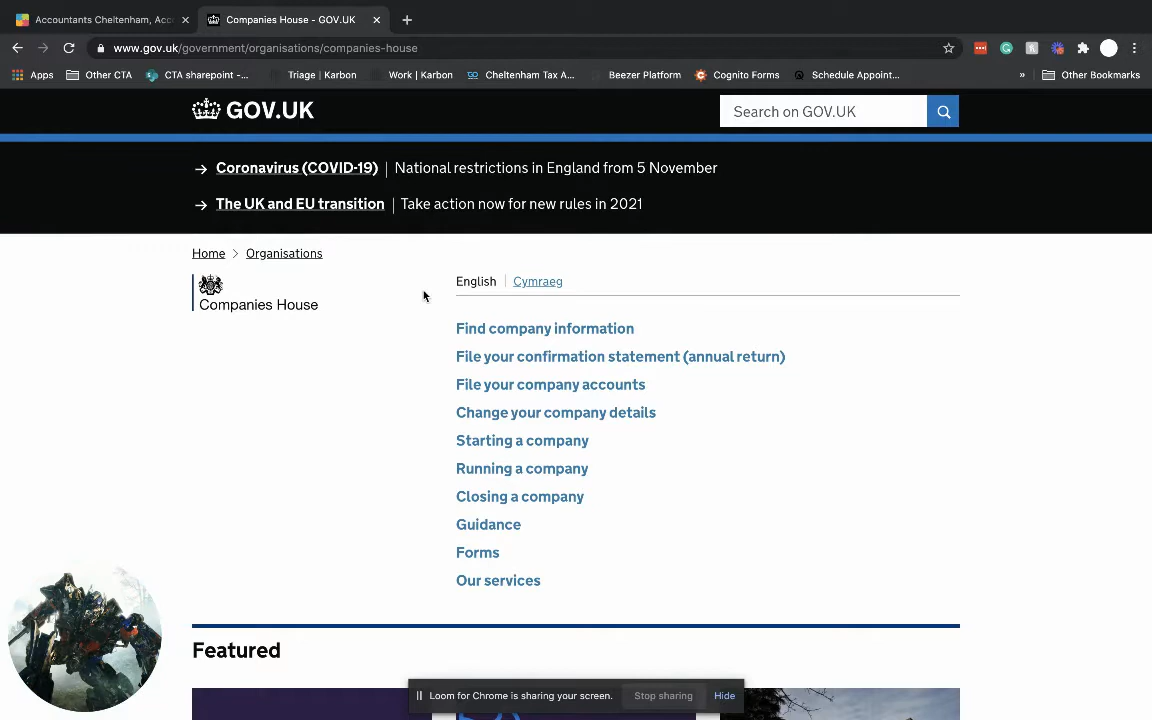 Accountants Cheltenham, Acco
Companies House - GOV.UK
www.gov.uk/government/organisations/companies-house
Apps
Other CTA
CTA sharepoint -...
Triage | Karbon
Work | Karbon
Cheltenham Tax A...
Beezer Platform
Cognito Forms
Schedule Appoint...
»
Other Bookmarks
GOV.UK
Search on GOV.UK
→ Coronavirus (COVID-19) | National restrictions in England from 5 November
→ The UK and EU transition | Take action now for new rules in 2021
Home > Organisations
Companies House
English | Cymraeg
Find company information
File your confirmation statement (annual return)
File your company accounts
Change your company details
Starting a company
Running a company
Closing a company
Guidance
Forms
Our services
Featured
Loom for Chrome is sharing your screen.
Stop sharing
Hide